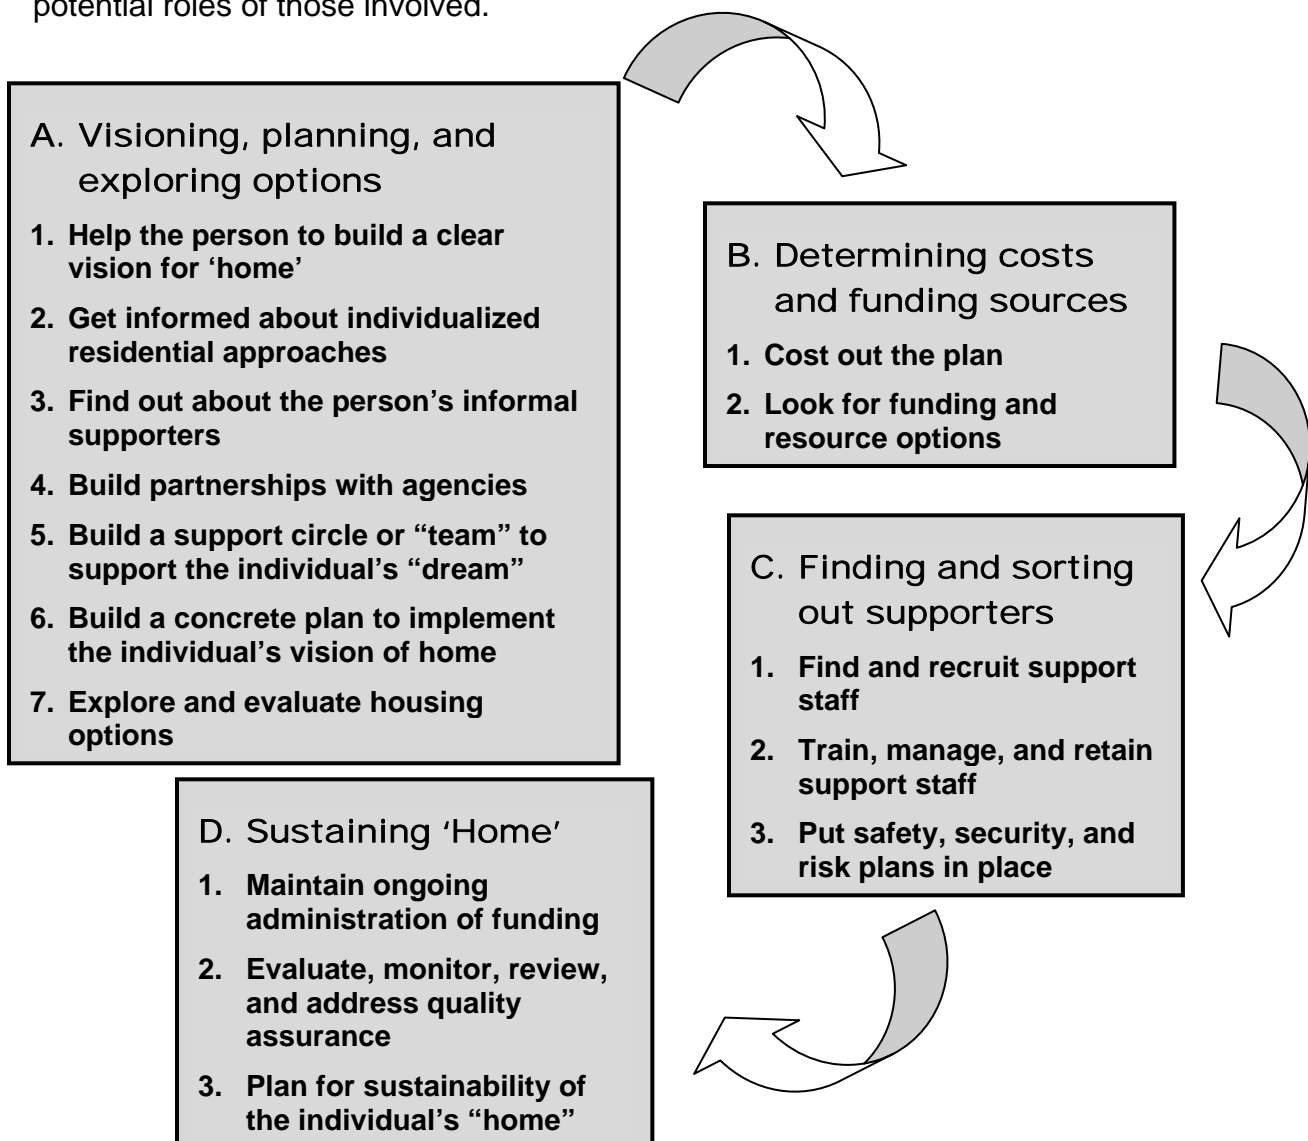 potential roles of those involved.
A. Visioning, planning, and
exploring options
1. Help the person to build a clear
vision for ‘home’
2. Get informed about individualized
residential approaches
3. Find out about the person’s informal
supporters
4. Build partnerships with agencies
5. Build a support circle or “team” to
support the individual’s “dream”
6. Build a concrete plan to implement
the individual’s vision of home
7. Explore and evaluate housing
options
B. Determining costs
and funding sources
1. Cost out the plan
2. Look for funding and
resource options
C. Finding and sorting
out supporters
1. Find and recruit support
staff
2. Train, manage, and retain
support staff
3. Put safety, security, and
risk plans in place
D. Sustaining ‘Home’
1. Maintain ongoing
administration of funding
2. Evaluate, monitor, review,
and address quality
assurance
3. Plan for sustainability of
the individual’s “home”